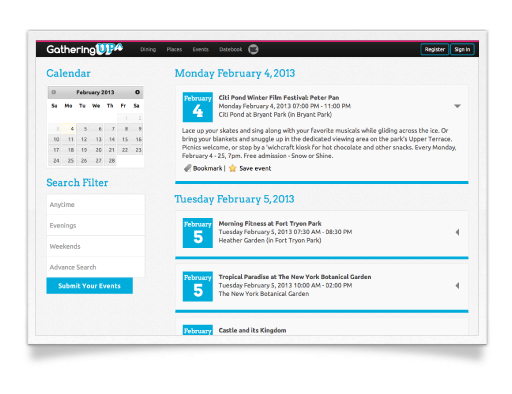 GatheringUPs
Dining Places Events Datebook
Register Sign in
Calendar
February 2013
Su Mo Tu We Th Fr Sa
1 2
3 4 5 6 7 8 9
10 11 12 13 14 15 16
17 18 19 20 21 22 23
24 25 26 27 28
Search Filter
Anytime
Evenings
Weekends
Advance Search
Submit Your Events
Monday February 4, 2013
February
4
Citi Pond Winter Film Festival: Peter Pan
Monday February 4, 2013 07:00 PM - 11:00 PM
Citi Pond at Bryant Park (in Bryant Park)
Lace up your skates and sing along with your favorite musicals while gliding across the ice. Or
bring your blankets and snuggle up in the dedicated viewing area on the park's Upper Terrace.
Picnics welcome, or stop by a 'wichcraft kiosk for hot chocolate and other snacks. Every Monday,
February 4 - 25, 7pm. Free admission - Snow or Shine.
Bookmark | Save event
Tuesday February 5, 2013
February
5
Morning Fitness at Fort Tryon Park
Tuesday February 5, 2013 07:30 AM - 08:30 PM
Heather Garden (in Fort Tryon Park)
February
5
Tropical Paradise at The New York Botanical Garden
Tuesday February 5, 2013 10:00 AM - 02:00 PM
The New York Botanical Garden
February
Castle and its Kingdom